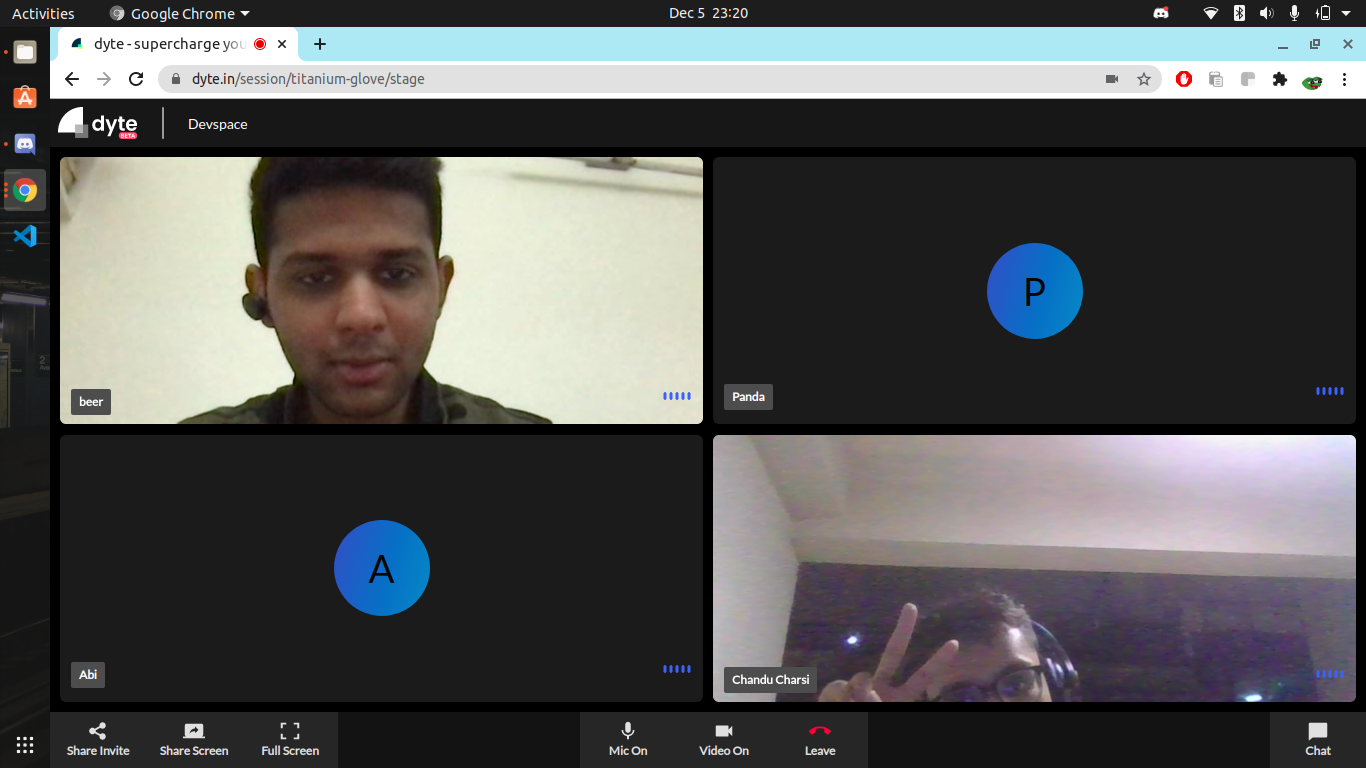 Activities
Google Chrome
Dec 5 23:20
dyte - supercharge you
dyte.in/session/titanium-glove/stage
dyte
BETA
Devspace
beer
P
Panda
A
Abi
Chandu Charsi
Share Invite
Share Screen
Full Screen
Mic On
Video On
Leave
Chat